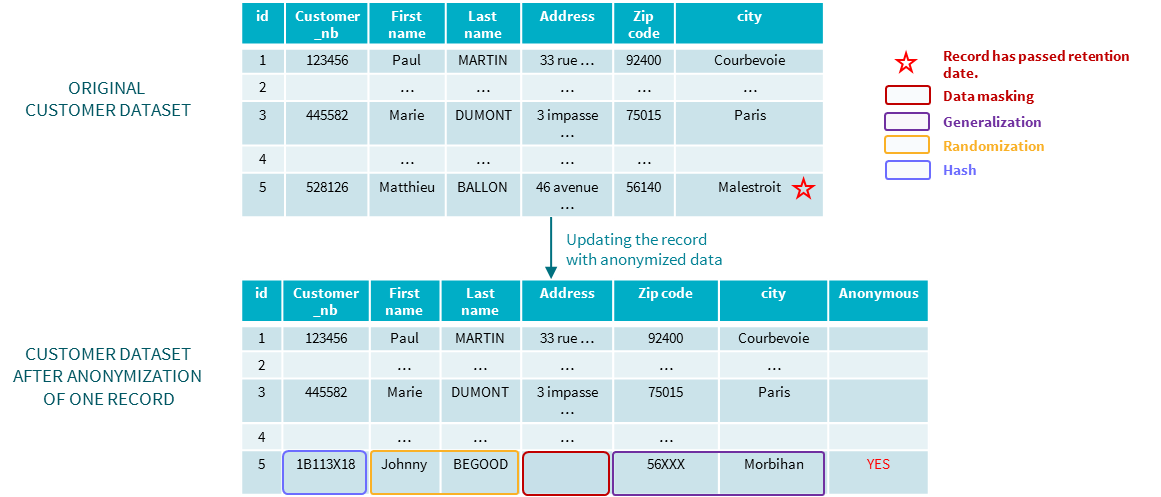 id Customer_nb First name Last name Address Zip code city
1 123456 Paul MARTIN 33 rue ... 92400 Courbevoie
2 ... ... ... ... ...
3 445582 Marie DUMONT 3 impasse ... 75015 Paris
4 ... ... ... ...
5 528126 Matthieu BALLON 46 avenue ... 56140 Malestroit
ORIGINAL
CUSTOMER DATASET
Record has passed retention
date.
Data masking
Generalization
Randomization
Hash
Updating the record
with anonymized data
id Customer_nb First name Last name Address Zip code city Anonymous
1 123456 Paul MARTIN 33 rue ... 92400 Courbevoie
2 ... ... ... ... ...
3 445582 Marie DUMONT 3 impasse ... 75015 Paris
4 ... ... ... ...
5 1B113X18 Johnny BEGOOD 56XXX Morbihan YES
CUSTOMER DATASET
AFTER ANONYMIZATION
OF ONE RECORD